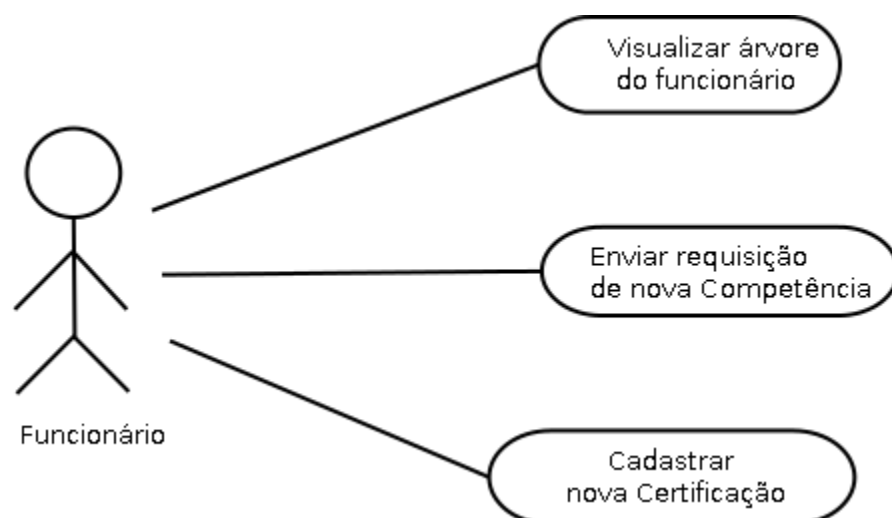 Visualizar árvore
do funcionário
Enviar requisição
de nova Competência
Funcionário
Cadastrar
nova Certificação